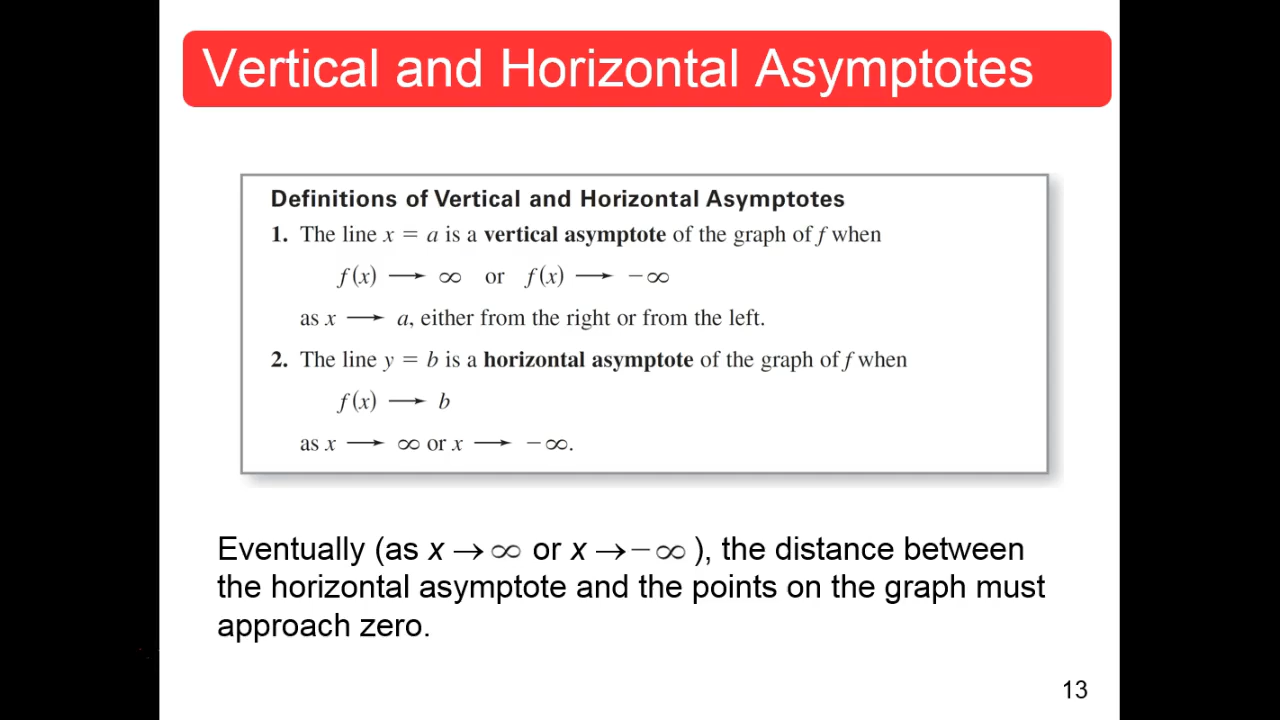 Vertical and Horizontal Asymptotes
Definitions of Vertical and Horizontal Asymptotes
1. The line x = a is a vertical asymptote of the graph of f when
f(x) ⟶ ∞ or f(x) ⟶ −∞
as x ⟶ a, either from the right or from the left.
2. The line y = b is a horizontal asymptote of the graph of f when
f(x) ⟶ b
as x ⟶ ∞ or x ⟶ −∞.
Eventually (as x → ∞ or x → −∞ ), the distance between
the horizontal asymptote and the points on the graph must
approach zero.
13